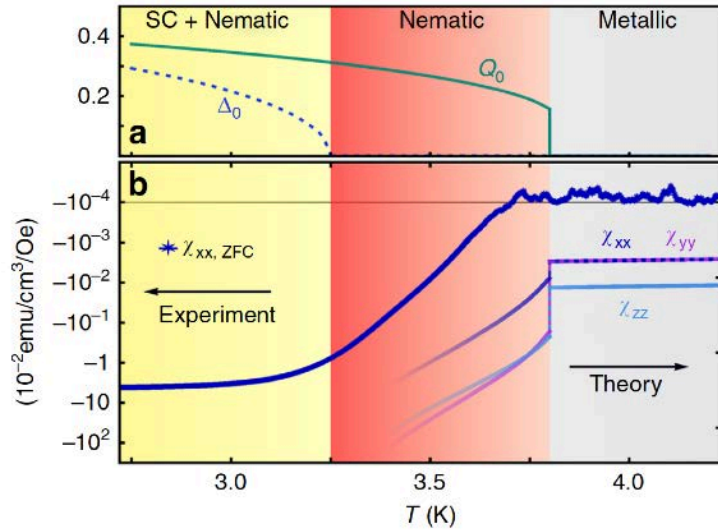 SC + Nematic Nematic Metallic
0.4
0.2
Q₀
Δ₀
a
b
−10⁻⁴
−10⁻³
−10⁻²
−10⁻¹
−1
−10
−10²
(10⁻²emu/cm³/Oe)
χxx, ZFC
Experiment
χxx χyy
χzz
Theory
3.0 3.5 4.0
T (K)